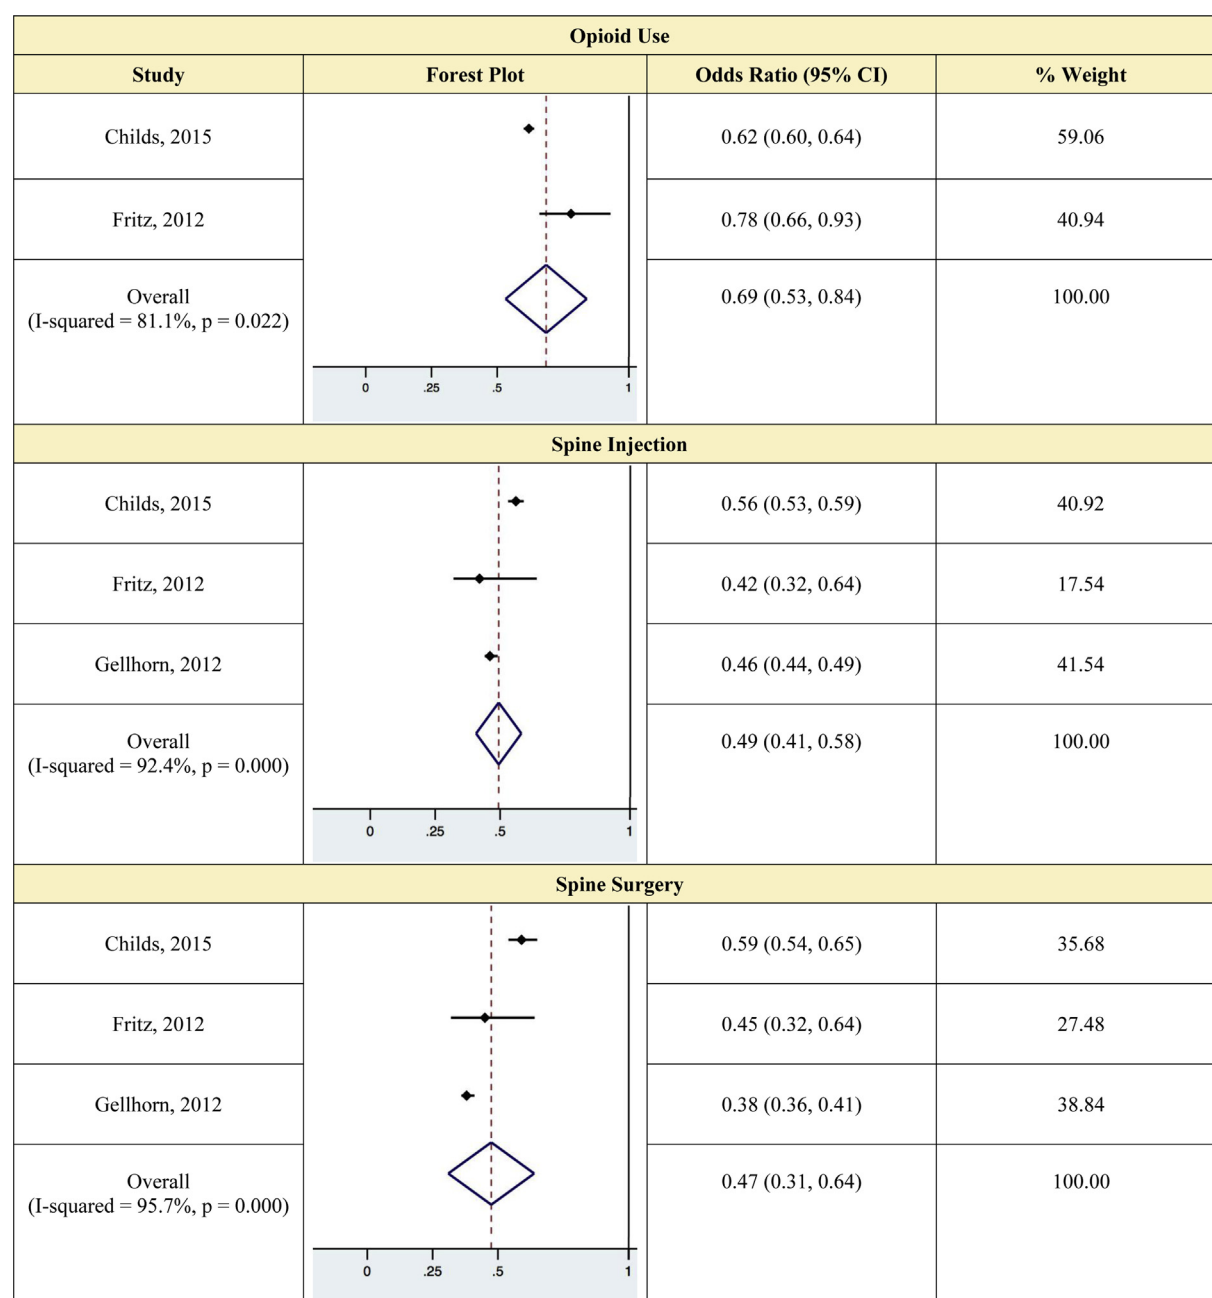 Opioid Use
Study Forest Plot Odds Ratio (95% CI) % Weight
Childs, 2015 0.62 (0.60, 0.64) 59.06
Fritz, 2012 0.78 (0.66, 0.93) 40.94
Overall 0.69 (0.53, 0.84) 100.00
(I-squared = 81.1%, p = 0.022)
0 .25 .5 1
Spine Injection
Childs, 2015 0.56 (0.53, 0.59) 40.92
Fritz, 2012 0.42 (0.32, 0.64) 17.54
Gellhorn, 2012 0.46 (0.44, 0.49) 41.54
Overall 0.49 (0.41, 0.58) 100.00
(I-squared = 92.4%, p = 0.000)
0 .25 .5 1
Spine Surgery
Childs, 2015 0.59 (0.54, 0.65) 35.68
Fritz, 2012 0.45 (0.32, 0.64) 27.48
Gellhorn, 2012 0.38 (0.36, 0.41) 38.84
Overall 0.47 (0.31, 0.64) 100.00
(I-squared = 95.7%, p = 0.000)
0 .25 .5 1